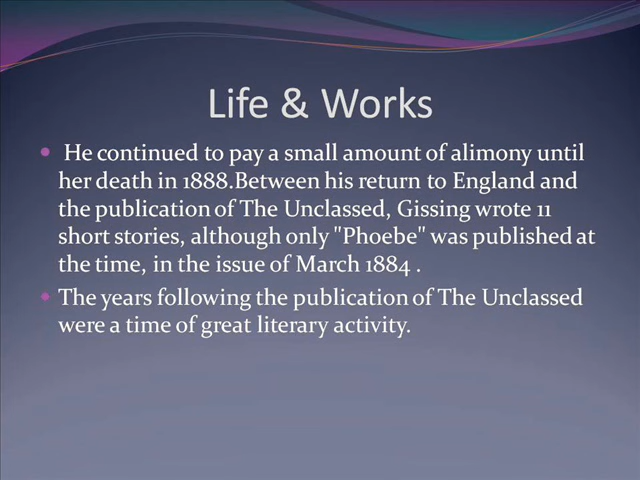 Life & Works
He continued to pay a small amount of alimony until
her death in 1888.Between his return to England and
the publication of The Unclassed, Gissing wrote 11
short stories, although only "Phoebe" was published at
the time, in the issue of March 1884 .
The years following the publication of The Unclassed
were a time of great literary activity.